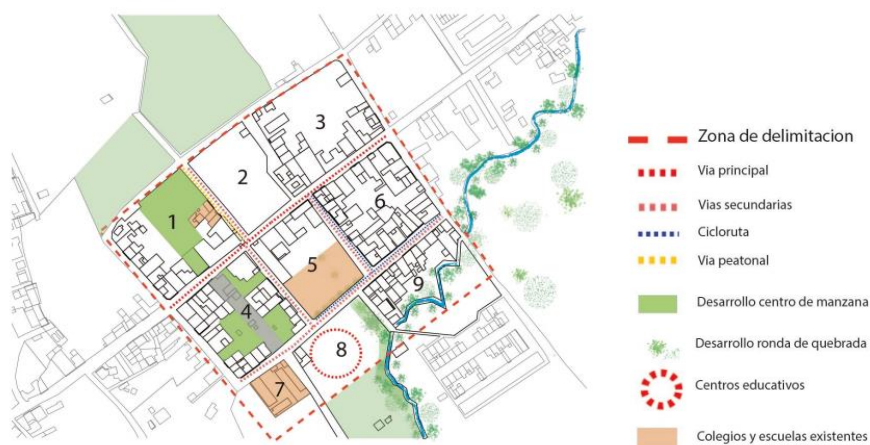 3
2
6
1
5
9
4
8
7
Zona de delimitacion
Via principal
Vias secundarias
Cicloruta
Via peatonal
Desarrollo centro de manzana
Desarrollo ronda de quebrada
Centros educativos
Colegios y escuelas existentes